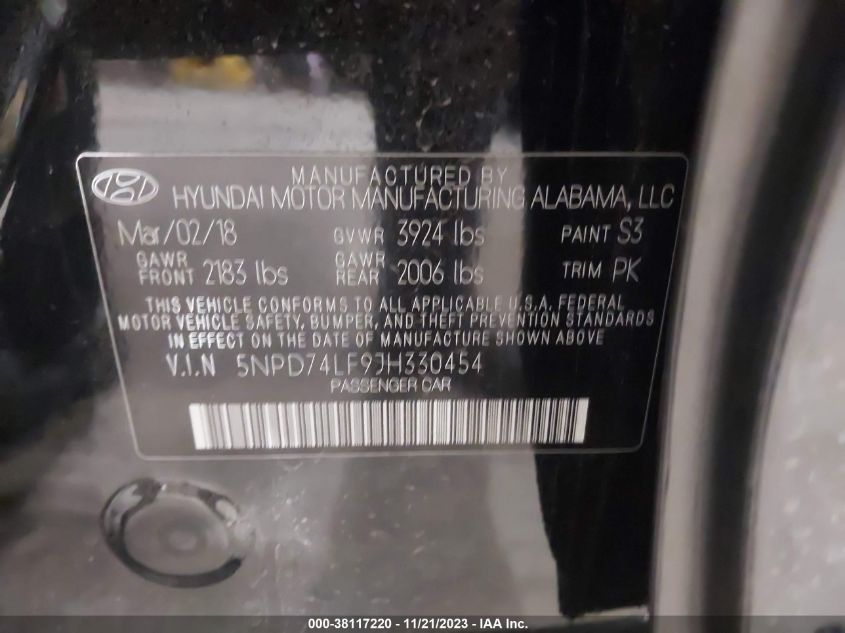 MANUFACTURED BY
HYUNDAI MOTOR MANUFACTURING ALABAMA, LLC
Mar/02/18 GVWR 3924 lbs PAINT S3
GAWR FRONT 2183 lbs GAWR REAR 2006 lbs TRIM PK
THIS VEHICLE CONFORMS TO ALL APPLICABLE U.S.A. FEDERAL
MOTOR VEHICLE SAFETY, BUMPER, AND THEFT PREVENTION STANDARDS
IN EFFECT ON THE DATE OF MANUFACTURE SHOWN ABOVE
V.I.N 5NPD74LF9JH330454
PASSENGER CAR
000-38117220 - 11/21/2023 - IAA Inc.